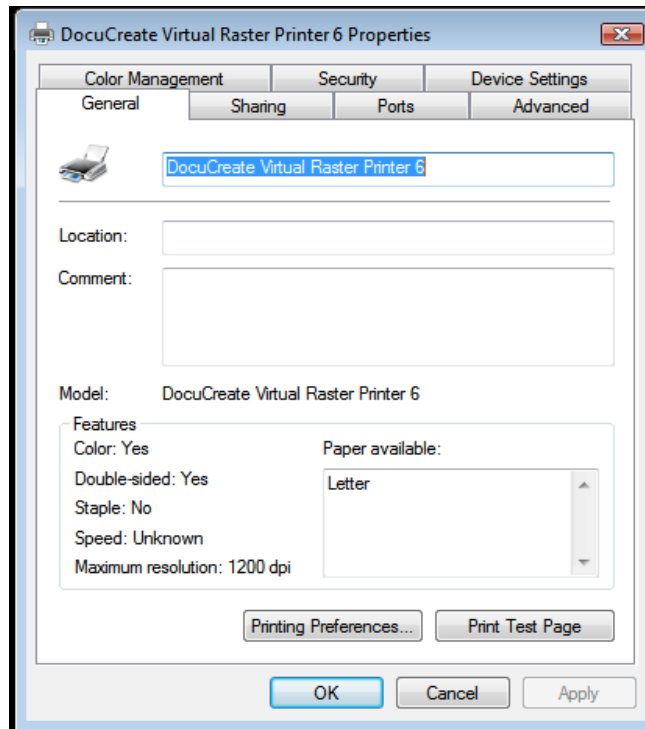 DocuCreate Virtual Raster Printer 6 Properties
Color Management Security Device Settings
General Sharing Ports Advanced
DocuCreate Virtual Raster Printer 6
Location:
Comment:
Model: DocuCreate Virtual Raster Printer 6
Features
Color: Yes Paper available:
Double-sided: Yes Letter
Staple: No
Speed: Unknown
Maximum resolution: 1200 dpi
Printing Preferences... Print Test Page
OK Cancel Apply